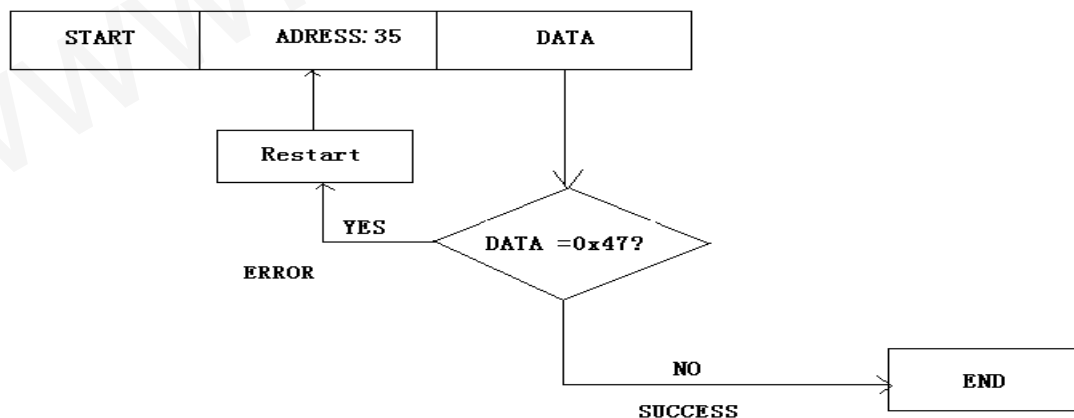 START ADRESS:35 DATA
Restart
YES
DATA =0x47?
ERROR
NO
END
SUCCESS